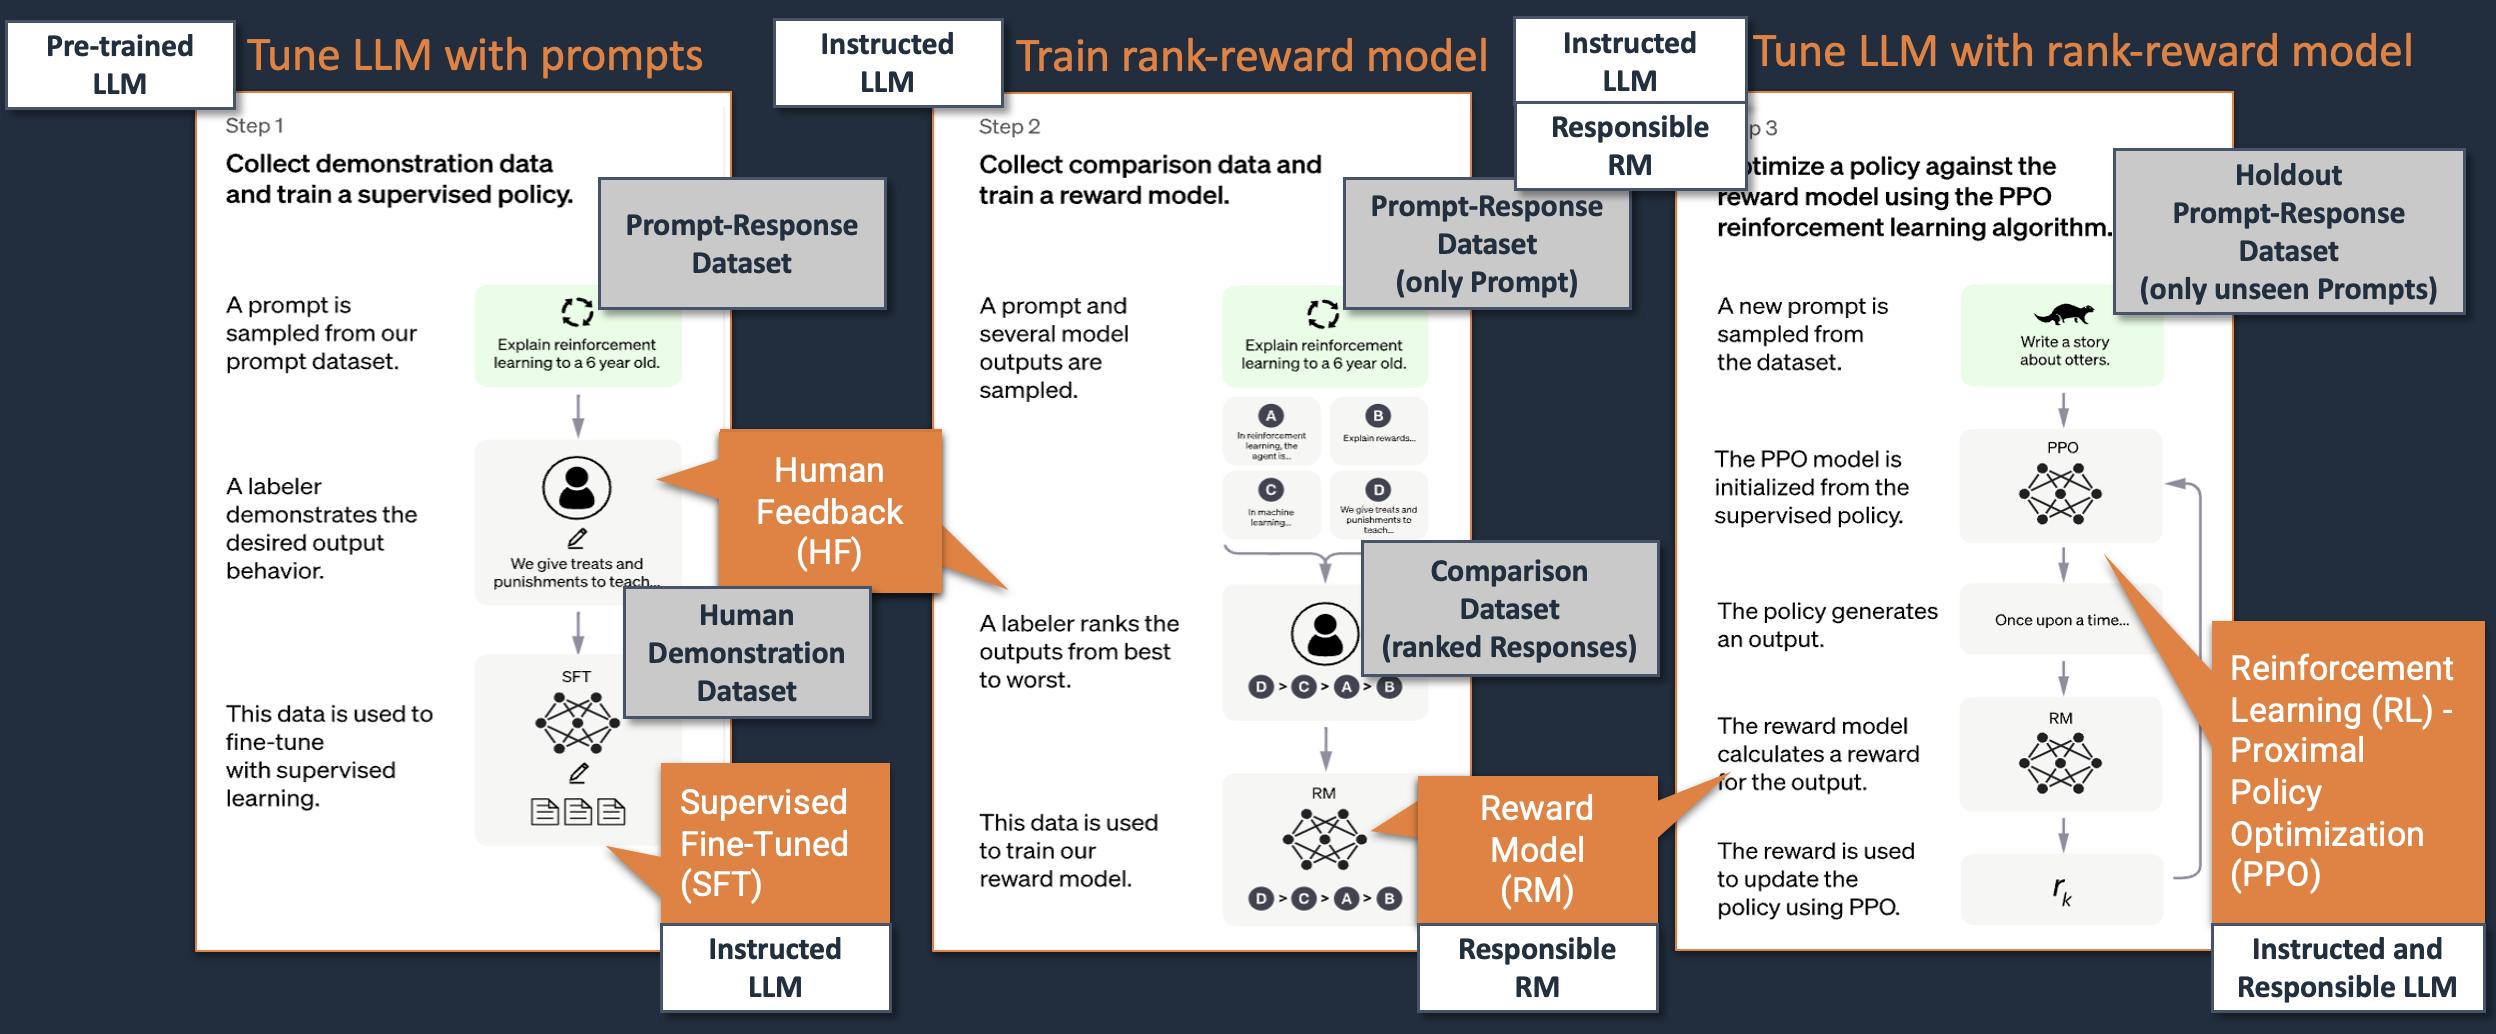 Pre-trained
LLM
Tune LLM with prompts
Step 1
Collect demonstration data
and train a supervised policy.
Prompt-Response
Dataset
A prompt is
sampled from our
prompt dataset.
Explain reinforcement
learning to a 6 year old.
A labeler
demonstrates the
desired output
behavior.
We give treats and
punishments to teach...
Human
Feedback
(HF)
Human
Demonstration
Dataset
This data is used to
fine-tune
with supervised
learning.
SFT
Supervised
Fine-Tuned
(SFT)
Instructed
LLM
Instructed
LLM
Train rank-reward model
Step 2
Collect comparison data and
train a reward model.
Prompt-Response
Dataset
(only Prompt)
A prompt and
several model
outputs are
sampled.
Explain reinforcement
learning to a 6 year old.
A
In reinforcement
learning, the
agent is...
B
Explain rewards...
C
In machine
learning...
D
We give treats and
punishments to
teach...
Comparison
Dataset
(ranked Responses)
A labeler ranks the
outputs from best
to worst.
D > C > A > B
This data is used
to train our
reward model.
RM
D > C > A > B
Reward
Model
(RM)
Responsible
RM
Instructed
LLM
Responsible
RM
Tune LLM with rank-reward model
p 3
timize a policy against the
reward model using the PPO
reinforcement learning algorithm.
Holdout
Prompt-Response
Dataset
(only unseen Prompts)
A new prompt is
sampled from
the dataset.
Write a story
about otters.
The PPO model is
initialized from the
supervised policy.
PPO
The policy generates
an output.
Once upon a time...
The reward model
calculates a reward
for the output.
RM
The reward is used
to update the
policy using PPO.
rk
Reinforcement
Learning (RL) -
Proximal
Policy
Optimization
(PPO)
Instructed and
Responsible LLM